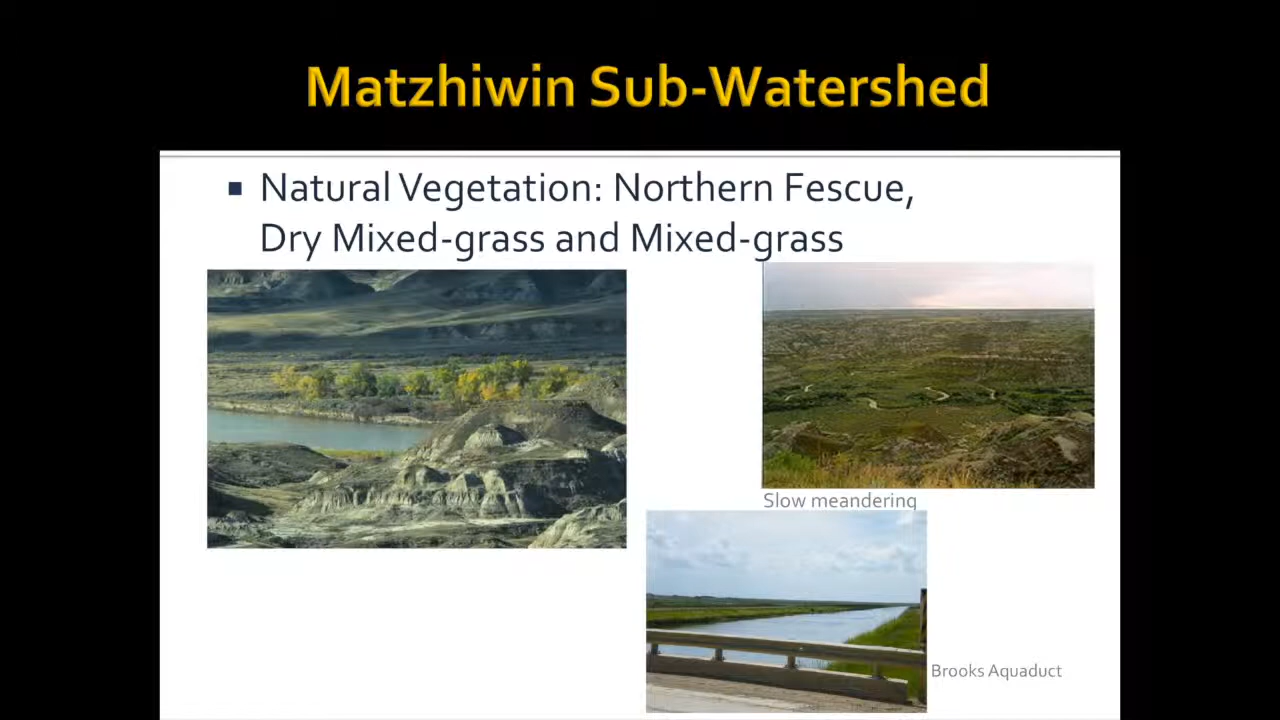 Matzhiwin Sub-Watershed
Natural Vegetation: Northern Fescue,
Dry Mixed-grass and Mixed-grass
Slow meandering
Brooks Aquaduct